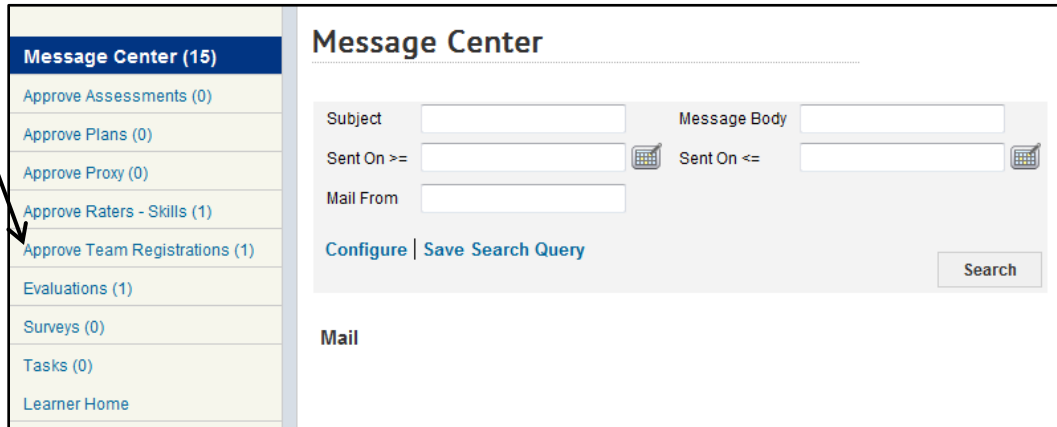 Message Center (15)
Approve Assessments (0)
Approve Plans (0)
Approve Proxy (0)
Approve Raters - Skills (1)
Approve Team Registrations (1)
Evaluations (1)
Surveys (0)
Tasks (0)
Learner Home
Message Center
Subject Message Body
Sent On >= Sent On <=
Mail From
Configure | Save Search Query
Search
Mail